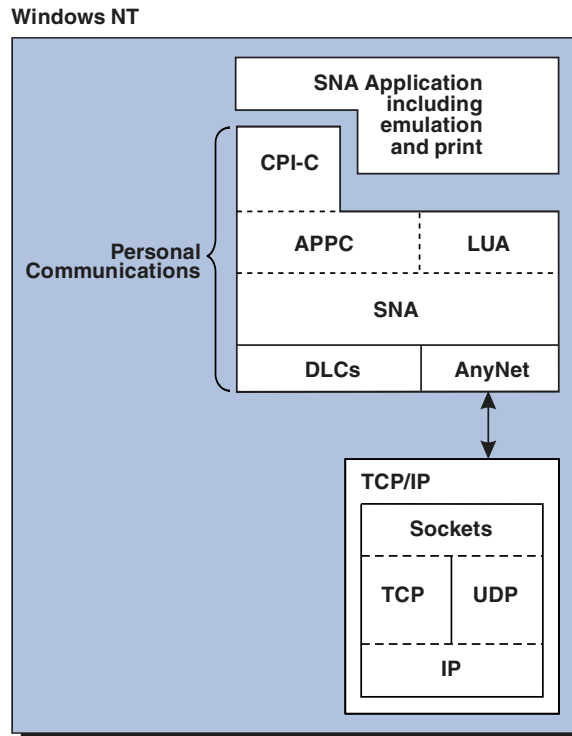 Windows NT
SNA Application
including
emulation
and print
CPI-C
Personal
Communications
APPC
LUA
SNA
DLCs
AnyNet
TCP/IP
Sockets
TCP
UDP
IP